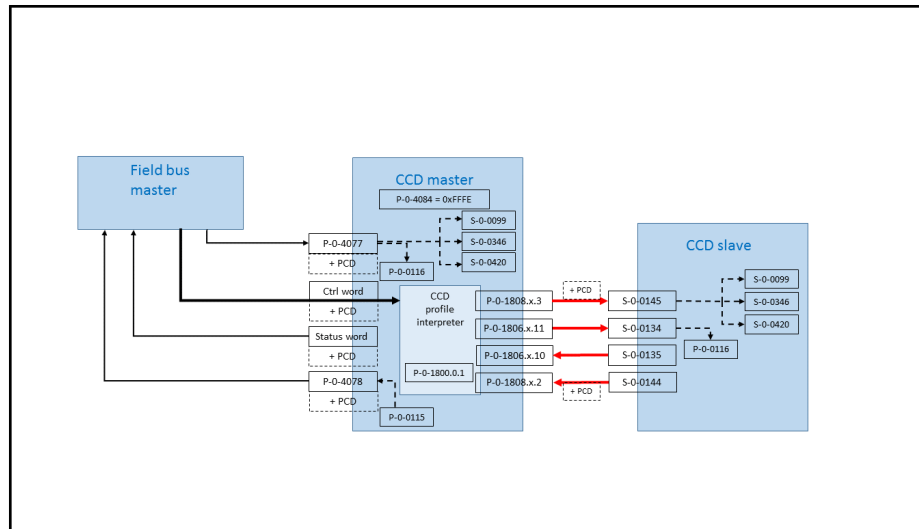 Field bus
master
CCD master
P-0-4084 = 0xFFFE
S-0-0099
P-0-4077
S-0-0346
+ PCD
P-0-0116
S-0-0420
Ctrl word
+ PCD
CCD
profile
interpreter
P-0-1800.0.1
Status word
+ PCD
P-0-4078
+ PCD
P-0-0115
P-0-1808.x.3
P-0-1806.x.11
P-0-1806.x.10
P-0-1808.x.2
+ PCD
+ PCD
CCD slave
S-0-0145
S-0-0134
S-0-0135
S-0-0144
S-0-0099
S-0-0346
S-0-0420
P-0-0116